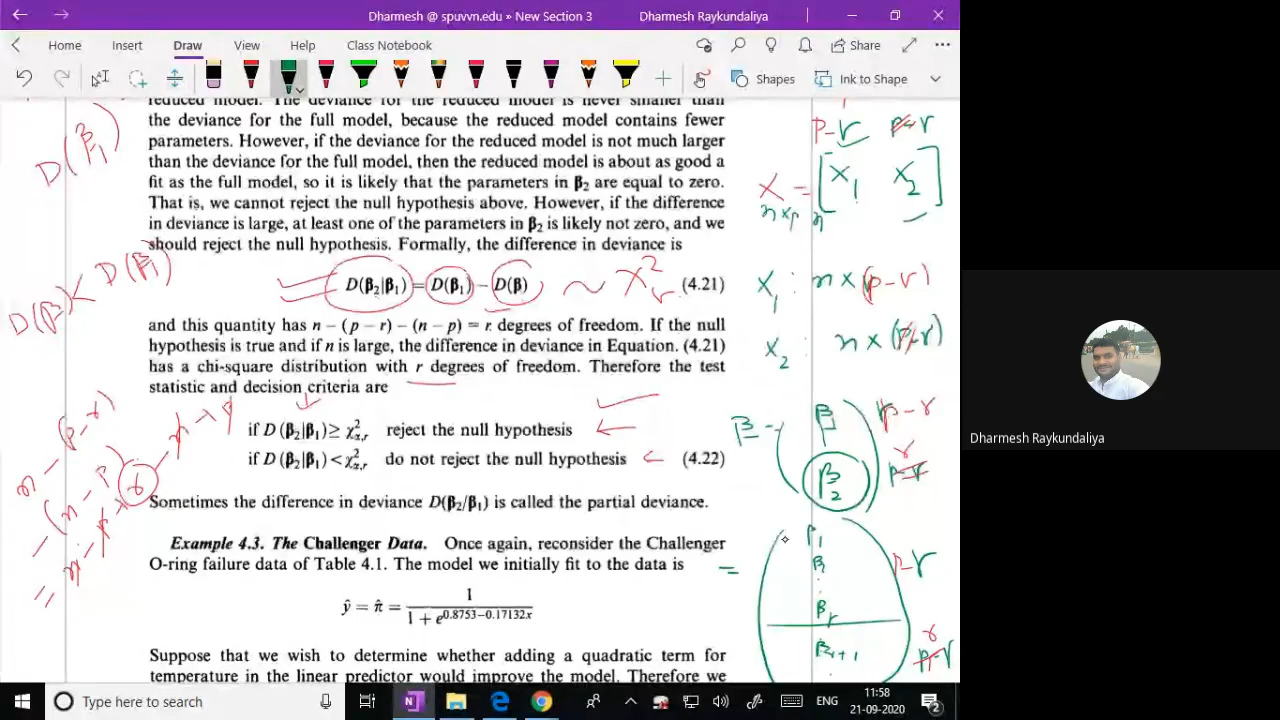 Dharmesh @ spuvvn.edu » New Section 3
Dharmesh Raykundaliya
Home Insert Draw View Help Class Notebook
Share
Shapes
Ink to Shape
reduced model. The deviance for the reduced model is never smaller than
the deviance for the full model, because the reduced model contains fewer
parameters. However, if the deviance for the reduced model is not much larger
than the deviance for the full model, then the reduced model is about as good a
fit as the full model, so it is likely that the parameters in β₂ are equal to zero.
That is, we cannot reject the null hypothesis above. However, if the difference
in deviance is large, at least one of the parameters in β₂ is likely not zero, and we
should reject the null hypothesis. Formally, the difference in deviance is
D(β₂|β₁) = D(β₁) − D(β) ~ χ²r (4.21)
and this quantity has n − (p − r) − (n − p) = r degrees of freedom. If the null
hypothesis is true and if n is large, the difference in deviance in Equation. (4.21)
has a chi-square distribution with r degrees of freedom. Therefore the test
statistic and decision criteria are
if D (β₂|β₁) ≥ χ²α,r reject the null hypothesis
if D (β₂|β₁) < χ²α,r do not reject the null hypothesis (4.22)
Sometimes the difference in deviance D(β₂/β₁) is called the partial deviance.
Example 4.3. The Challenger Data. Once again, reconsider the Challenger
O-ring failure data of Table 4.1. The model we initially fit to the data is
ŷ = π̂ = 1 / 1 + e^0.8753−0.17132x
Suppose that we wish to determine whether adding a quadratic term for
temperature in the linear predictor would improve the model. Therefore we
D(β₁)
D(β) < D(β₁)
n − (p − r)
− (n − p)
p-r p-r
X = [X₁ X₂]
n×p
X₁ : n × (p − r)
X₂ : n × (p-r)
β =
β₁ p-r
β₂ r
=
β₁
β₂
βr
p-r
βr+1
r
Dharmesh Raykundaliya
Type here to search
ENG
11:58
21-09-2020
2